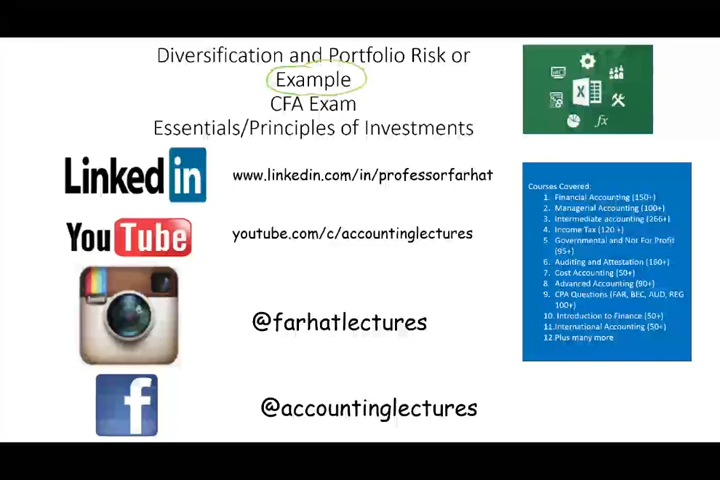 Diversification and Portfolio Risk or
Example
CFA Exam
Essentials/Principles of Investments
Linked in
www.linkedin.com/in/professorfarhat
YouTube
youtube.com/c/accountinglectures
@farhatlectures
f
@accountinglectures
X
fx
Courses Covered:
1. Financial Accounting (150+)
2. Managerial Accounting (100+)
3. Intermediate accounting (266+)
4. Income Tax (120 +)
5. Governmental and Not For Profit
(95+)
6. Auditing and Attestation (160+)
7. Cost Accounting (50+)
8. Advanced Accounting (90+)
9. CPA Questions (FAR, BEC, AUD, REG
100+)
10. Introduction to Finance (50+)
11. International Accounting (50+)
12. Plus many more